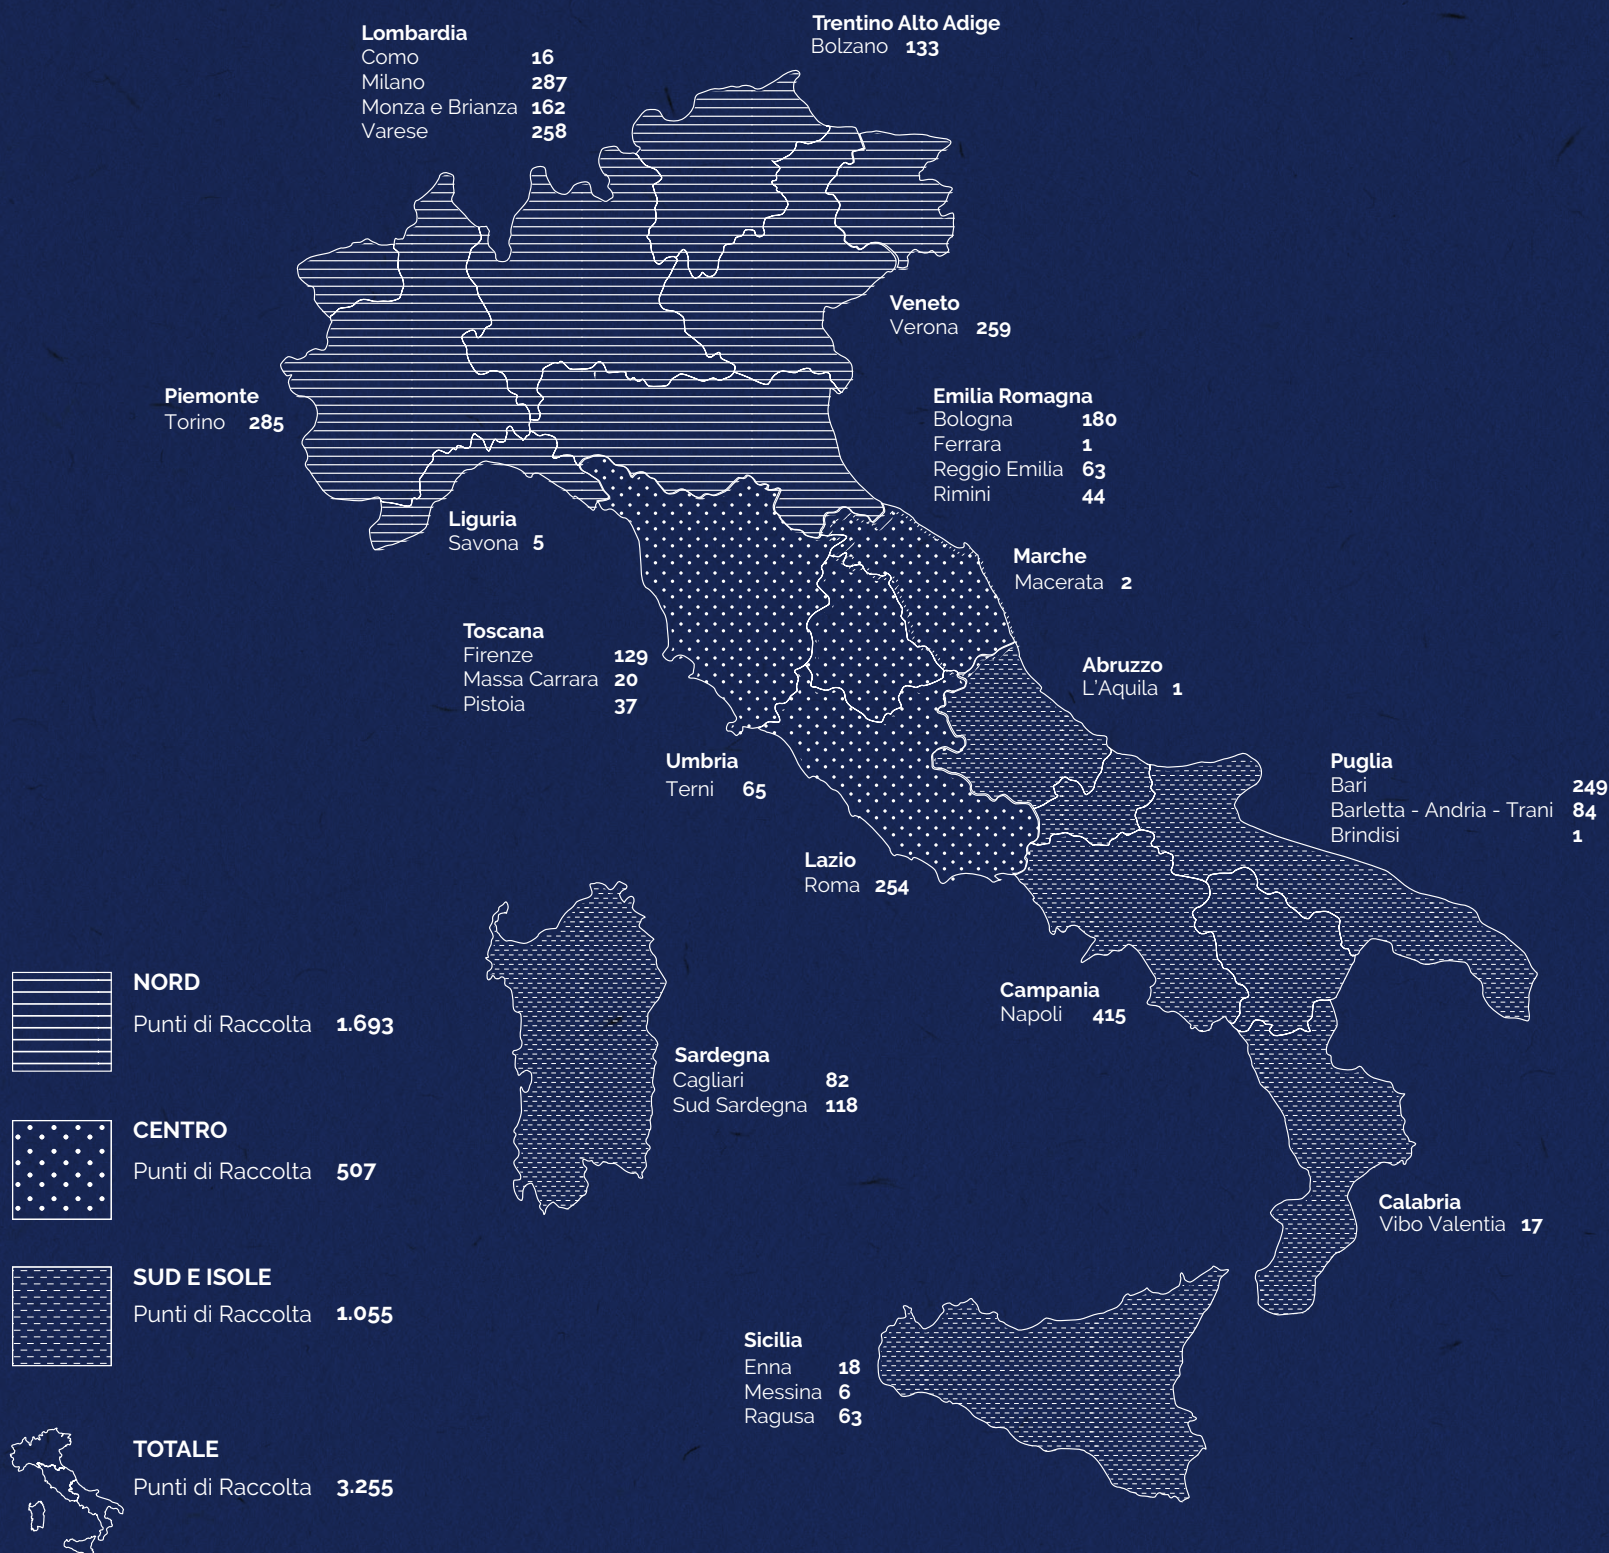 Trentino Alto Adige
Bolzano 133
Lombardia
Como 16
Milano 287
Monza e Brianza 162
Varese 258
Veneto
Verona 259
Piemonte
Torino 285
Emilia Romagna
Bologna 180
Ferrara 1
Reggio Emilia 63
Rimini 44
Liguria
Savona 5
Marche
Macerata 2
Toscana
Firenze 129
Massa Carrara 20
Pistoia 37
Abruzzo
L'Aquila 1
Umbria
Terni 65
Puglia
Bari 249
Barletta - Andria - Trani 84
Brindisi 1
Lazio
Roma 254
Campania
Napoli 415
Sardegna
Cagliari 82
Sud Sardegna 118
Calabria
Vibo Valentia 17
Sicilia
Enna 18
Messina 6
Ragusa 63
NORD
Punti di Raccolta 1.693
CENTRO
Punti di Raccolta 507
SUD E ISOLE
Punti di Raccolta 1.055
TOTALE
Punti di Raccolta 3.255